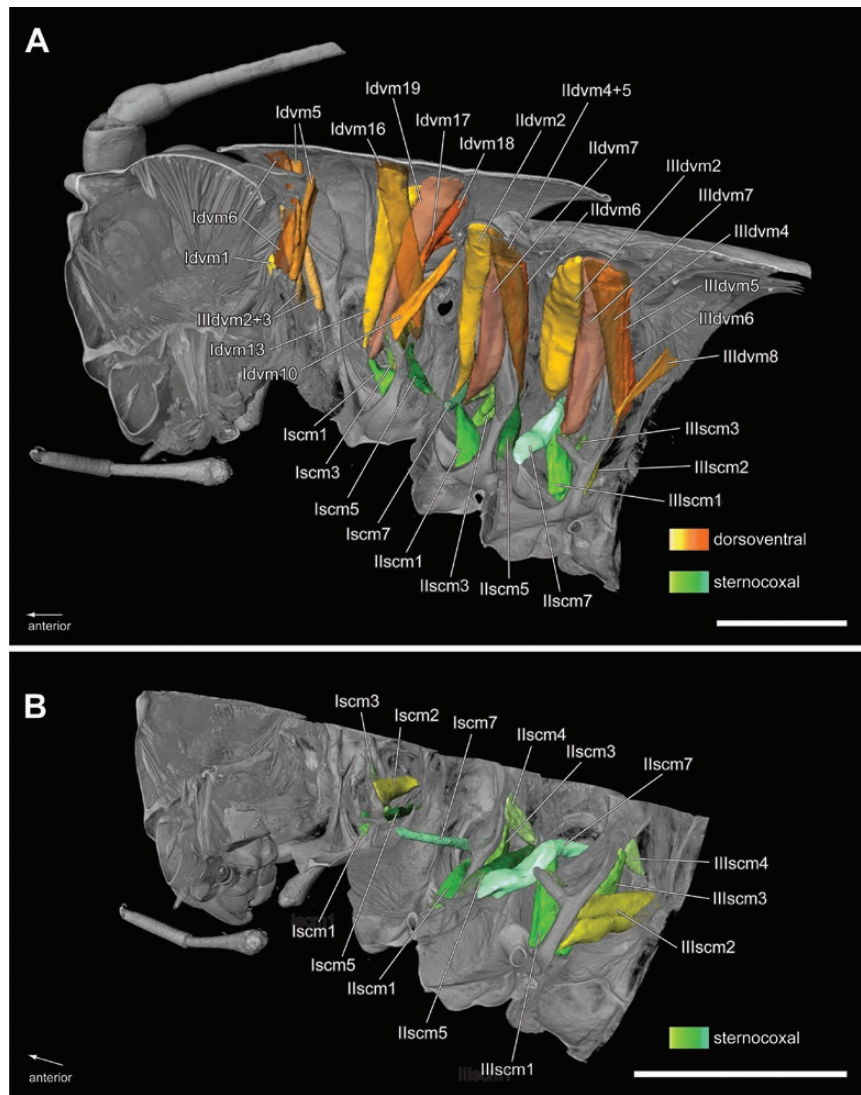 A
Idvm19
IIdvm4+5
Idvm5
Idvm17
IIdvm2
Idvm16
Idvm18
IIdvm7
IIIdvm2
IIdvm6
IIIdvm7
Idvm6
IIIdvm4
Idvm1
IIIdvm5
IIIdvm2+3
IIIdvm6
Idvm13
IIIdvm8
Idvm10
Iscm1
IIIscm3
Iscm3
IIIscm2
Iscm5
IIIscm1
Iscm7
IIscm1
dorsoventral
IIscm3
IIscm5
IIscm7
sternocoxal
anterior
B
Iscm3
Iscm2
Iscm7
IIscm4
IIscm3
IIscm7
IIIscm4
IIIscm3
Iscm1
IIIscm2
Iscm5
IIscm1
IIscm5
IIIscm1
sternocoxal
anterior